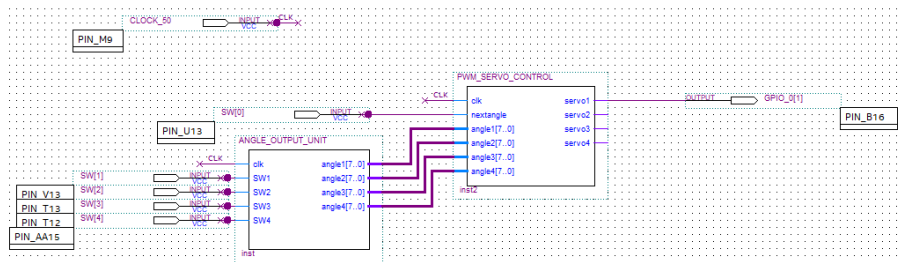 CLOCK_50
INPUT
VCC
CLK
PIN_M9
PWM_SERVO_CONTROL
CLK
clk
nextangle
angle1[7..0]
angle2[7..0]
angle3[7..0]
angle4[7..0]
servo1
servo2
servo3
servo4
inst2
OUTPUT
GPIO_0[1]
PIN_B16
SW[0]
INPUT
VCC
PIN_U13
ANGLE_OUTPUT_UNIT
CLK
clk
SW1
SW2
SW3
SW4
angle1[7..0]
angle2[7..0]
angle3[7..0]
angle4[7..0]
inst
SW[1]
INPUT
VCC
SW[2]
INPUT
VCC
SW[3]
INPUT
VCC
SW[4]
INPUT
VCC
PIN_V13
PIN_T13
PIN_T12
PIN_AA15